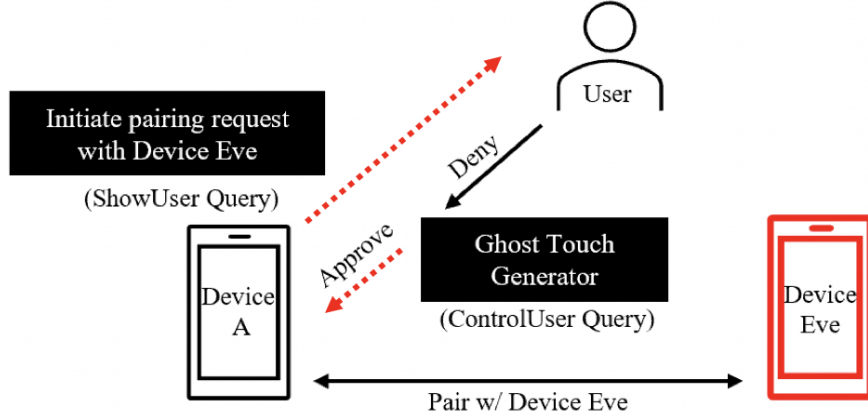 User
Initiate pairing request
with Device Eve
(ShowUser Query)
Deny
Approve
Ghost Touch
Generator
(ControlUser Query)
Device
A
Device
Eve
Pair w/ Device Eve